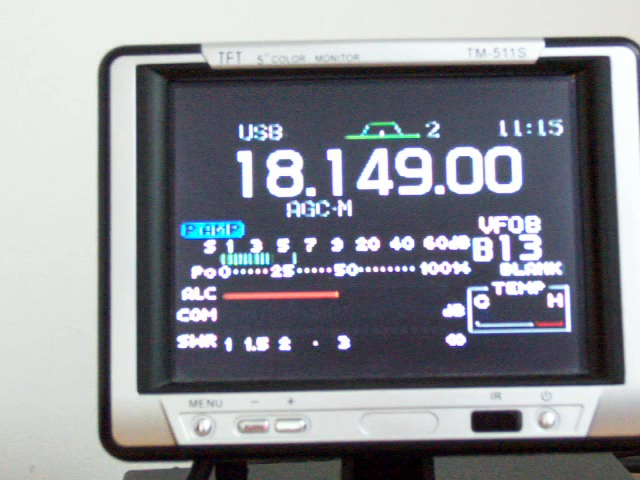 TFT 5" COLOR MONITOR TM-511S
USB 2 11:15
18.149.00
AGC-M
P.AMP VFOB
S 1 3 5 7 9 20 40 60dB B13
Po 0 25 50 100% BLANK
ALC TEMP
C H
COM dB
SWR 1 1.5 2 3 ∞
MENU - + IR